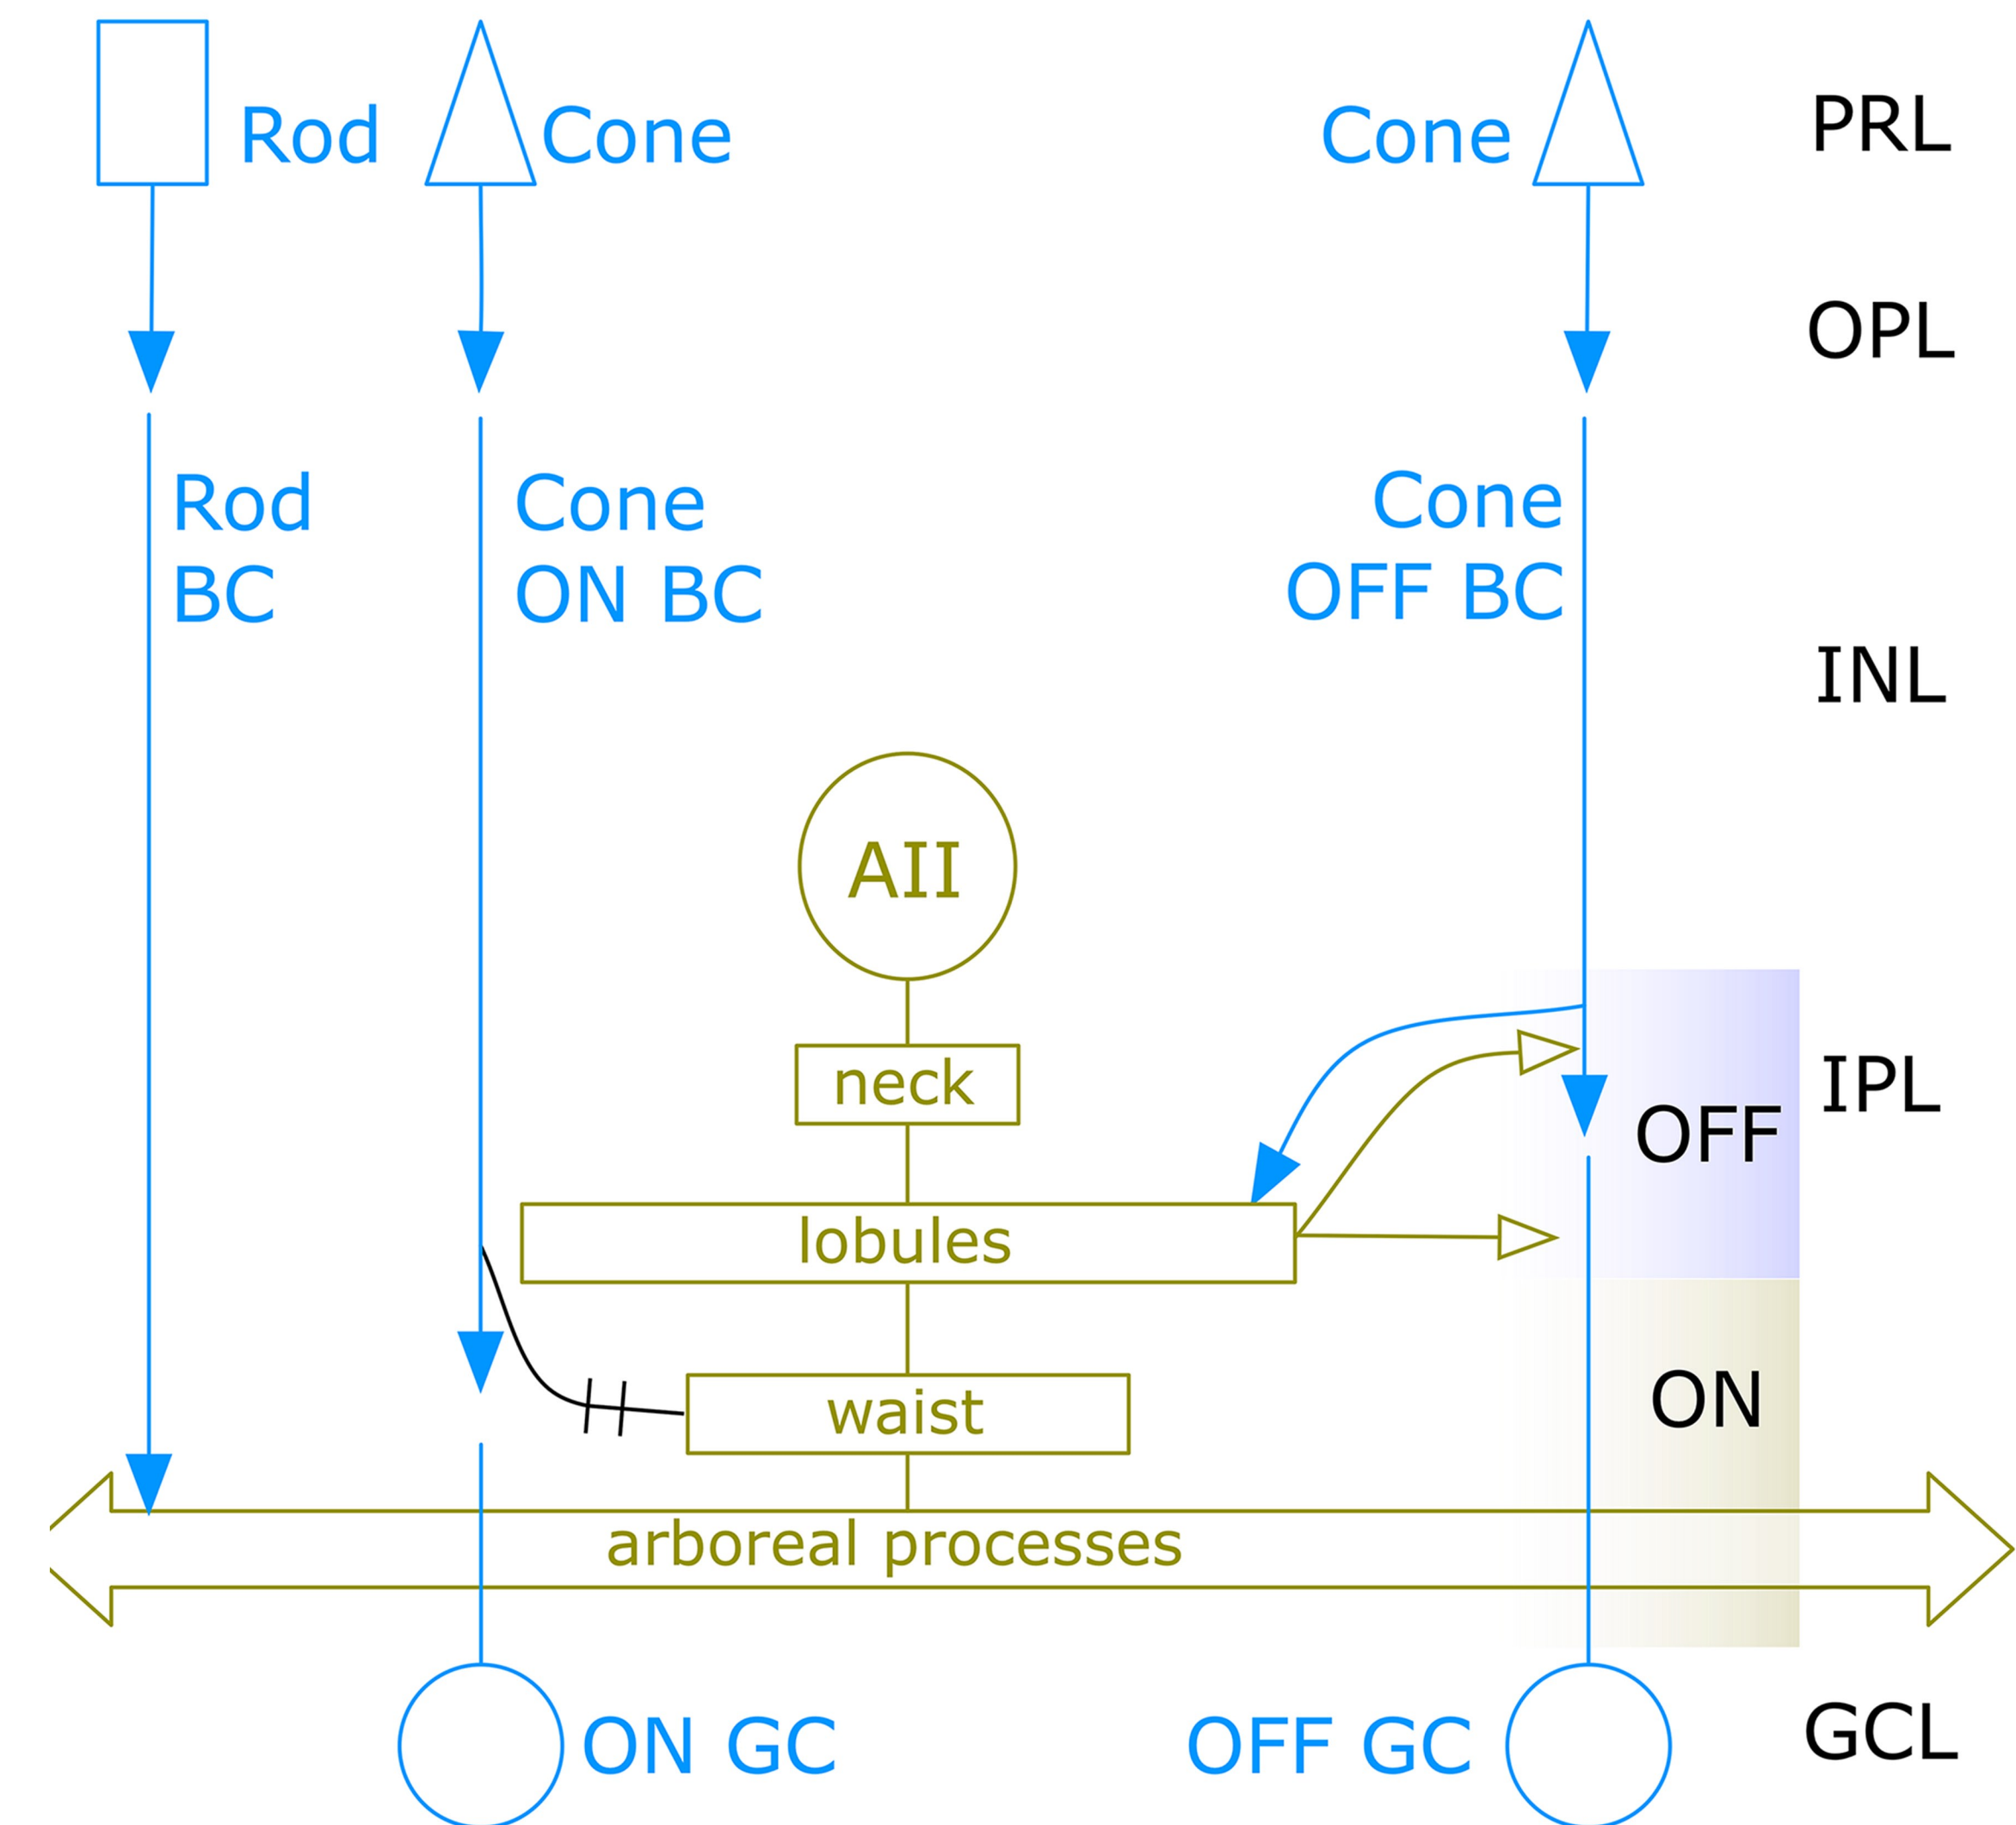 Rod
Cone
Cone
PRL
OPL
Rod
BC
Cone
ON BC
Cone
OFF BC
INL
AII
neck
IPL
OFF
lobules
ON
waist
arboreal processes
ON GC
OFF GC
GCL